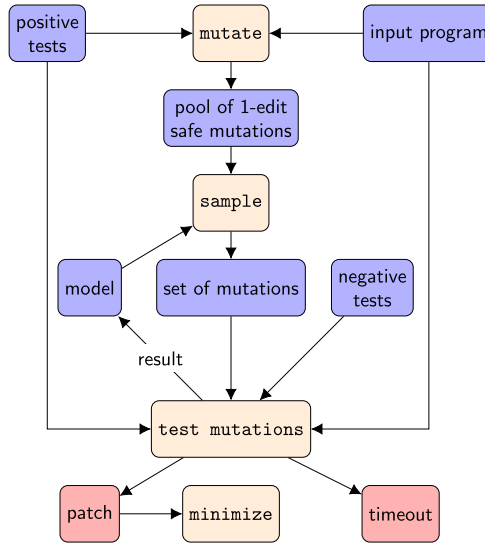 positive
tests
mutate
input program
pool of 1-edit
safe mutations
sample
model
set of mutations
negative
tests
result
test mutations
patch
minimize
timeout